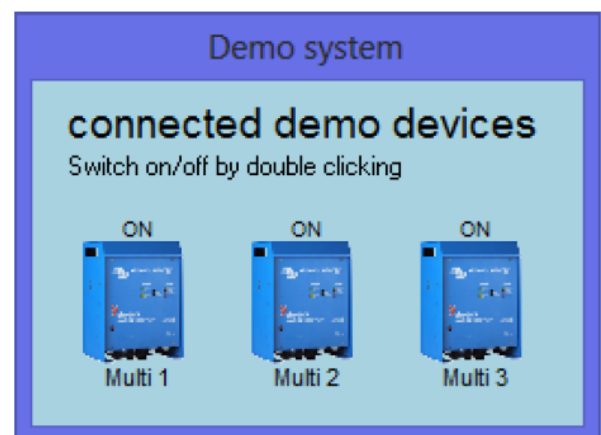 Demo system
connected demo devices
Switch on/off by double clicking
ON ON ON
Multi 1 Multi 2 Multi 3